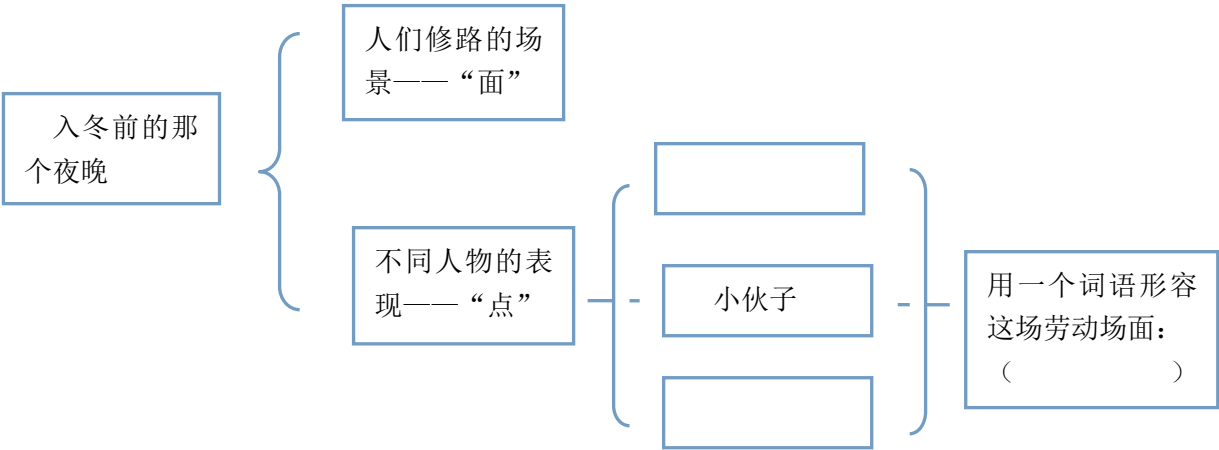 入冬前的那
个夜晚
人们修路的场
景——“面”
不同人物的表
现——“点”
小伙子
用一个词语形容
这场劳动场面：
（　　　　　）